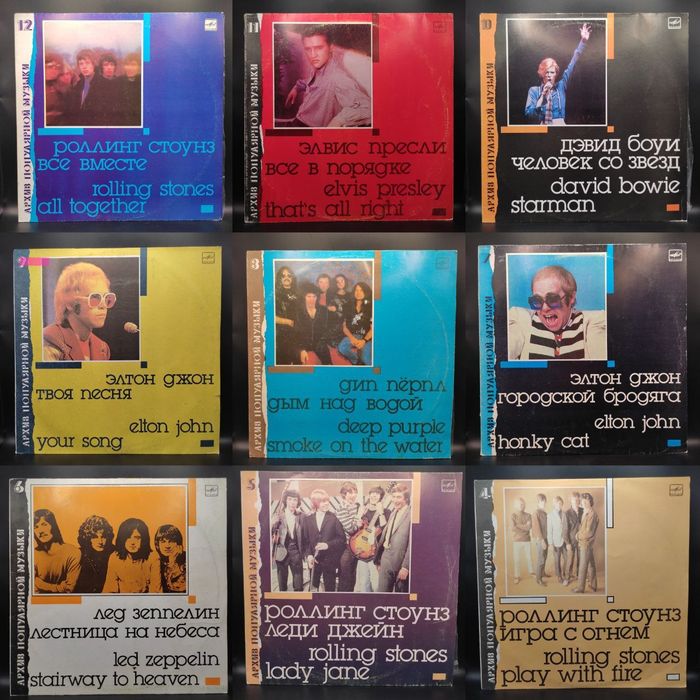 12
АРХИВ ПОПУЛЯРНОЙ МУЗЫКИ
роллинг стоунз
все вместе
rolling stones
all together
11
АРХИВ ПОПУЛЯРНОЙ МУЗЫКИ
элвис пресли
все в порядке
elvis presley
that's all right
10
АРХИВ ПОПУЛЯРНОЙ МУЗЫКИ
дэвид боуи
человек со звезд
david bowie
starman
9
АРХИВ ПОПУЛЯРНОЙ МУЗЫКИ
элтон джон
твоя песня
elton john
your song
8
АРХИВ ПОПУЛЯРНОЙ МУЗЫКИ
дип пёрпл
дым над водой
deep purple
smoke on the water
7
АРХИВ ПОПУЛЯРНОЙ МУЗЫКИ
элтон джон
городской бродяга
elton john
honky cat
6
АРХИВ ПОПУЛЯРНОЙ МУЗЫКИ
лед зеппелин
лестница на небеса
led zeppelin
stairway to heaven
5
АРХИВ ПОПУЛЯРНОЙ МУЗЫКИ
роллинг стоунз
леди джейн
rolling stones
lady jane
4
АРХИВ ПОПУЛЯРНОЙ МУЗЫКИ
роллинг стоунз
игра с огнем
rolling stones
play with fire